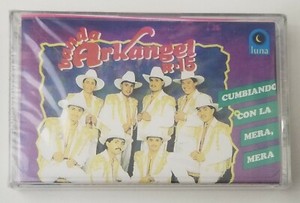 Banda
Arkangel
R-15
luna
CUMBIANDO
CON LA
MERA,
MERA